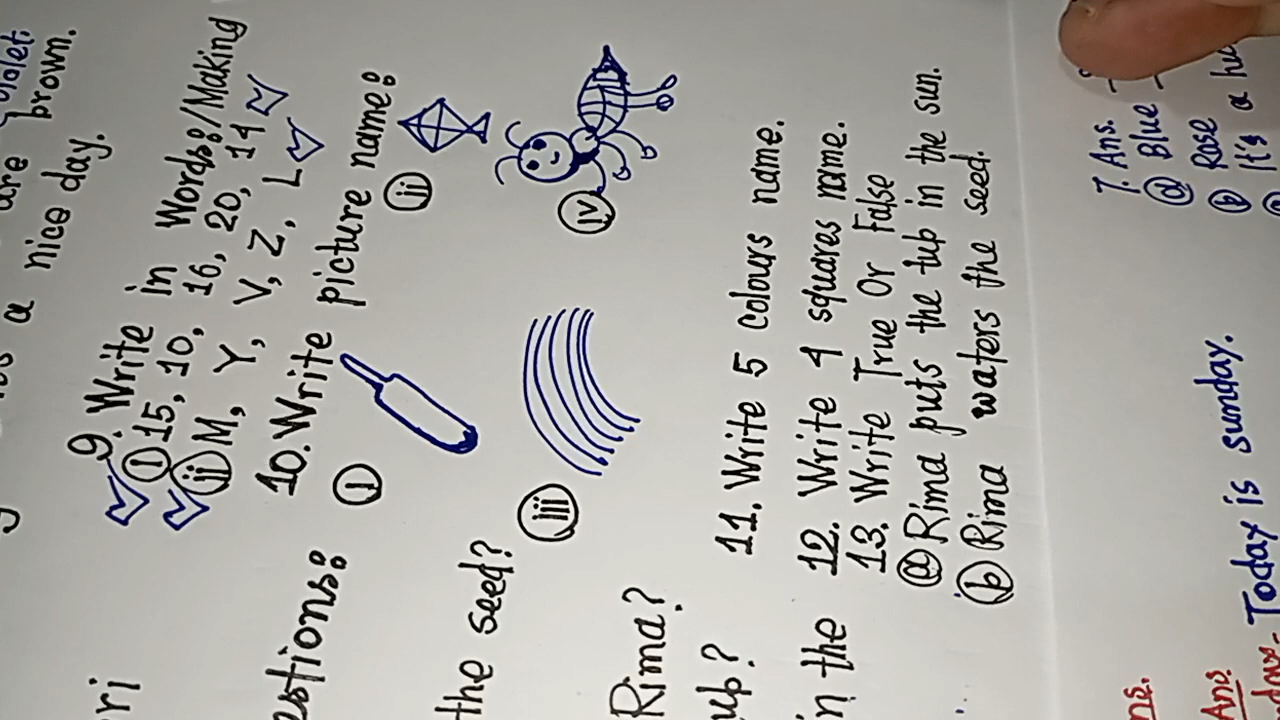 are violet.
brown.
a nice day.
9. Write in Words:/Making
(i) 15, 10, 16, 20, 14
(ii) M, Y, V, Z, L
10. Write picture name:
(i)
(ii)
(iii)
(iv)
estions:
the seed?
Rima?
up?
in the
11. Write 5 colours name.
12. Write 4 squares name.
13. Write True Or False
(a) Rima puts the tub in the sun.
(b) Rima waters the seed.
7. Ans.
(a) Blue
(b) Rose
It's a
Ans.
Today is sunday.